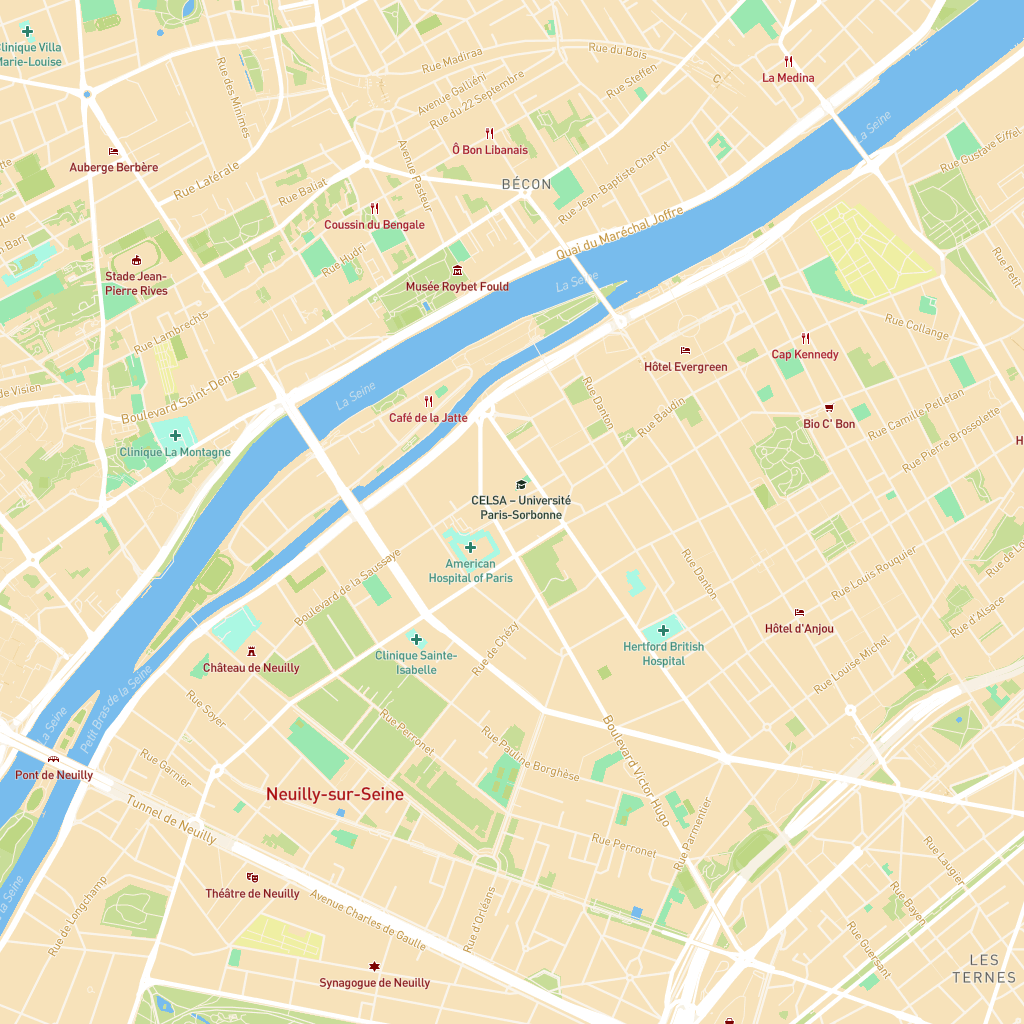 Clinique Villa
Marie-Louise
Rue Madiraa
Rue du Bois
La Medina
Rue des Minimes
Avenue Galliéni
Rue Steffen
Rue du 22 Septembre
La Seine
Ô Bon Libanais
Rue Gustave Eiffel
Auberge Berbère
Avenue Pasteur
Rue Latérale
Rue Baliat
BÉCON
Rue Jean-Baptiste Charcot
Coussin du Bengale
Quai du Maréchal Joffre
Rue Hudri
Stade Jean-
Pierre Rives
Musée Roybet Fould
La Seine
Rue Petit
Rue Lambrechts
Rue Collange
Cap Kennedy
Hôtel Evergreen
Boulevard Saint-Denis
La Seine
Café de la Jatte
Rue Danton
Rue Baudin
Bio C' Bon
Rue Camille Pelletan
Rue Pierre Brossolette
Clinique La Montagne
CELSA – Université
Paris-Sorbonne
American
Hospital of Paris
Boulevard de la Saussaye
Rue Danton
Rue Louis Rouquier
Hôtel d'Anjou
Rue d'Alsace
Hertford British
Hospital
Clinique Sainte-
Isabelle
Rue de Chézy
Rue Louise Michel
Château de Neuilly
Petit Bras de la Seine
Rue Soyer
La Seine
Rue Perronet
Rue Pauline Borghèse
Boulevard Victor Hugo
Pont de Neuilly
Rue Garnier
Neuilly-sur-Seine
Tunnel de Neuilly
Rue Perronet
Rue Parmentier
Rue Laugier
Théâtre de Neuilly
Rue de Longchamp
Avenue Charles de Gaulle
Rue d'Orléans
Rue Bayen
Rue Guersant
LES
TERNES
Synagogue de Neuilly